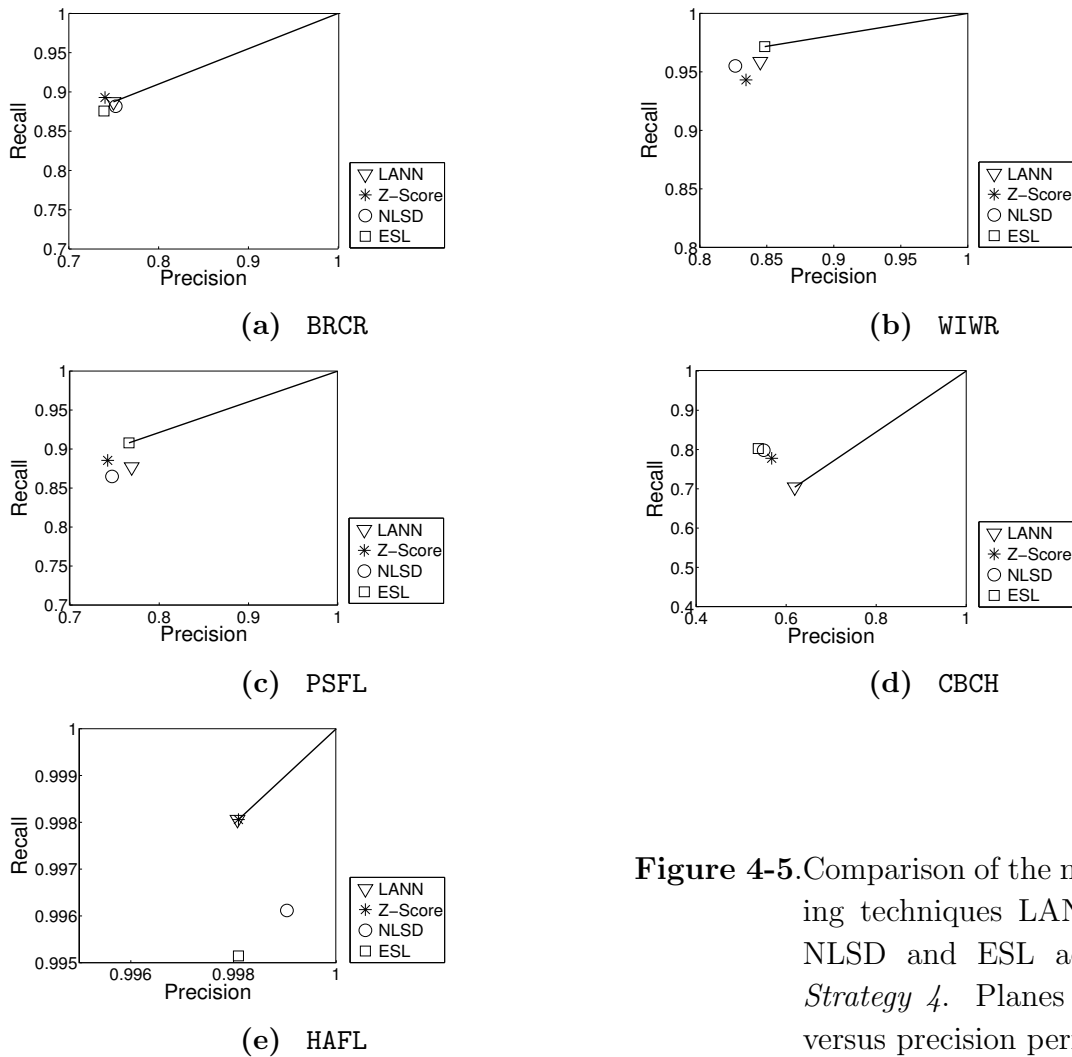 1
0.95
0.9
0.85
0.8
0.75
0.7
0.7 0.8 0.9 1
Recall
Precision
LANN
Z-Score
NLSD
ESL
(a) BRCR
1
0.95
0.9
0.85
0.8
0.8 0.85 0.9 0.95 1
Recall
Precision
LANN
Z-Score
NLSD
ESL
(b) WIWR
1
0.95
0.9
0.85
0.8
0.75
0.7
0.7 0.8 0.9 1
Recall
Precision
LANN
Z-Score
NLSD
ESL
(c) PSFL
1
0.9
0.8
0.7
0.6
0.5
0.4
0.4 0.6 0.8 1
Recall
Precision
LANN
Z-Score
NLSD
ESL
(d) CBCH
1
0.999
0.998
0.997
0.996
0.995
0.996 0.998 1
Recall
Precision
LANN
Z-Score
NLSD
ESL
(e) HAFL
Figure 4-5.Comparison of the
ing techniques
NLSD and ESL
Strategy 4. Planes
versus precision